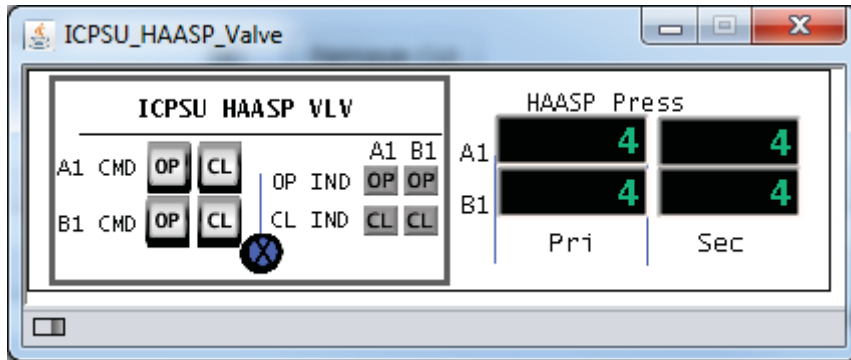 ICPSU_HAASP_Valve
X
ICPSU HAASP VLV
A1 CMD OP CL
B1 CMD OP CL
A1 B1
OP IND OP OP
CL IND CL CL
X
HAASP Press
A1 4 4
B1 4 4
Pri Sec